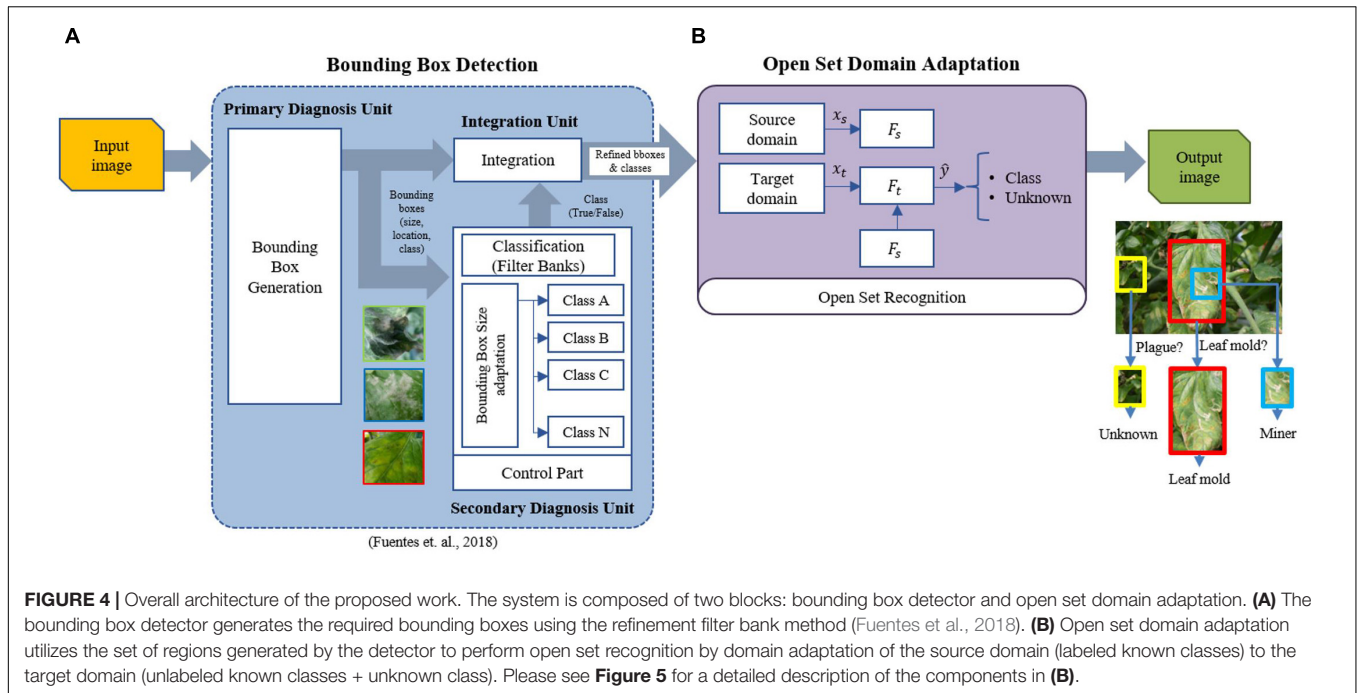 A
B
Bounding Box Detection
Open Set Domain Adaptation
Input
image
Primary Diagnosis Unit
Bounding
Box
Generation
Integration Unit
Integration
Refined bboxes
& classes
Bounding
boxes
(size,
location,
class)
Class
(True/False)
Classification
(Filter Banks)
Bounding Box Size
adaptation
Class A
Class B
Class C
Class N
Control Part
Secondary Diagnosis Unit
(Fuentes et. al., 2018)
Source
domain
x_s
F_s
Target
domain
x_t
F_t
ŷ
• Class
• Unknown
F_s
Open Set Recognition
Output
image
Plague?
Leaf mold?
Unknown
Miner
Leaf mold
FIGURE 4 | Overall architecture of the proposed work. The system is composed of two blocks: bounding box detector and open set domain adaptation. (A) The
bounding box detector generates the required bounding boxes using the refinement filter bank method (Fuentes et al., 2018). (B) Open set domain adaptation
utilizes the set of regions generated by the detector to perform open set recognition by domain adaptation of the source domain (labeled known classes) to the
target domain (unlabeled known classes + unknown class). Please see Figure 5 for a detailed description of the components in (B).